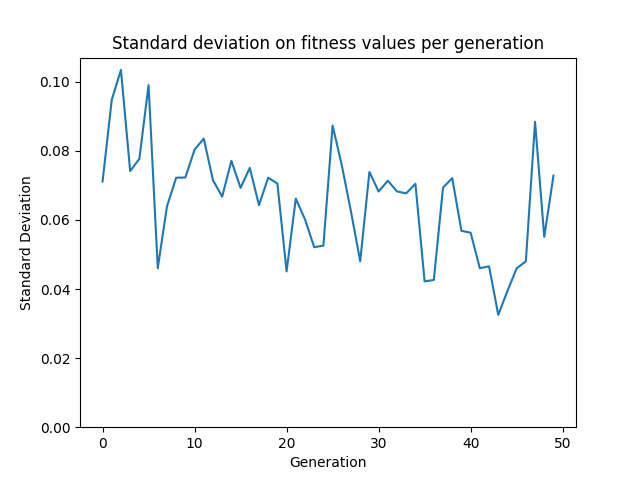 Standard deviation on fitness values per generation
0.10
0.08
0.06
0.04
0.02
0.00
Standard Deviation
0 10 20 30 40 50
Generation